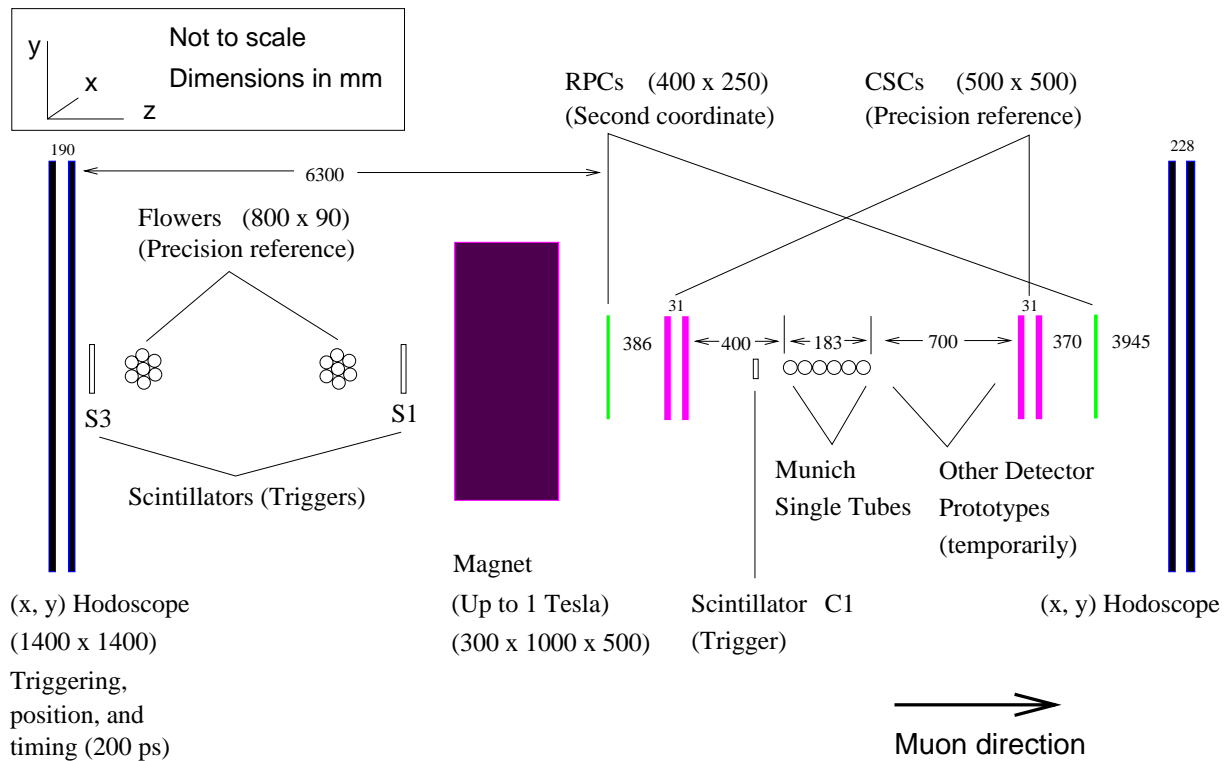 Not to scale
Dimensions in mm
y
x
z
RPCs (400 x 250)
(Second coordinate)
CSCs (500 x 500)
(Precision reference)
190
6300
228
Flowers (800 x 90)
(Precision reference)
31
31
386
400
183
700
370
3945
S3
S1
Scintillators (Triggers)
Munich
Single Tubes
Other Detector
Prototypes
(temporarily)
Magnet
(Up to 1 Tesla)
(300 x 1000 x 500)
Scintillator C1
(Trigger)
(x, y) Hodoscope
(x, y) Hodoscope
(1400 x 1400)
Triggering,
position, and
timing (200 ps)
Muon direction